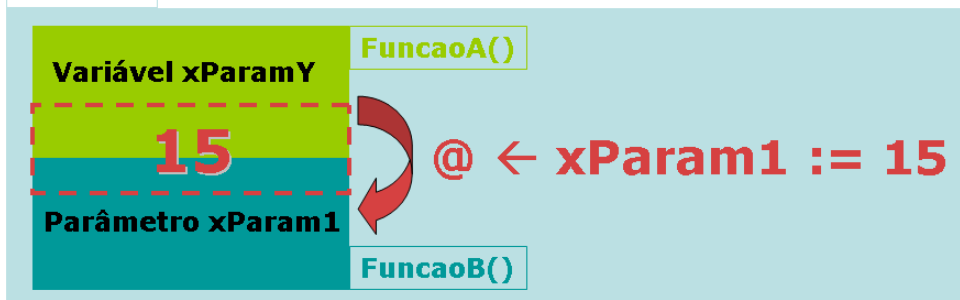 FuncaoA()
Variável xParamY
15
@ ← xParam1 := 15
Parâmetro xParam1
FuncaoB()